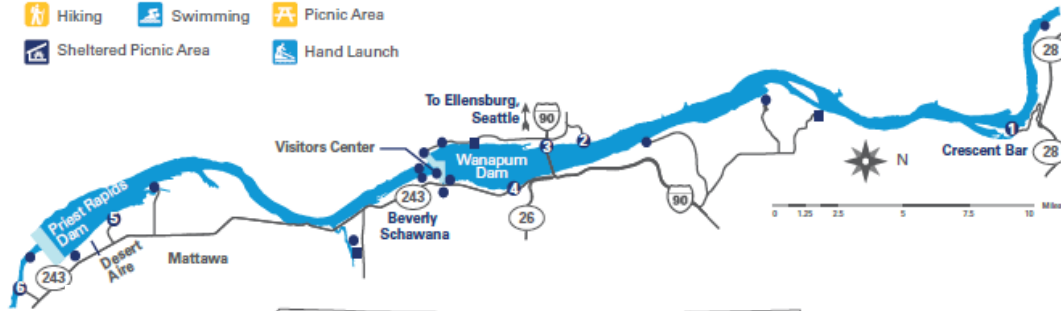 Hiking
Swimming
Picnic Area
Sheltered Picnic Area
Hand Launch
28
To Ellensburg,
Seattle
90
1
2
3
Crescent Bar
28
Visitors Center
Wanapum
Dam
N
4
243
26
90
Beverly
Schawana
0 1.25 2.5 5 7.5 10 Miles
Priest Rapids
Dam
5
Desert
Aire
Mattawa
243
6